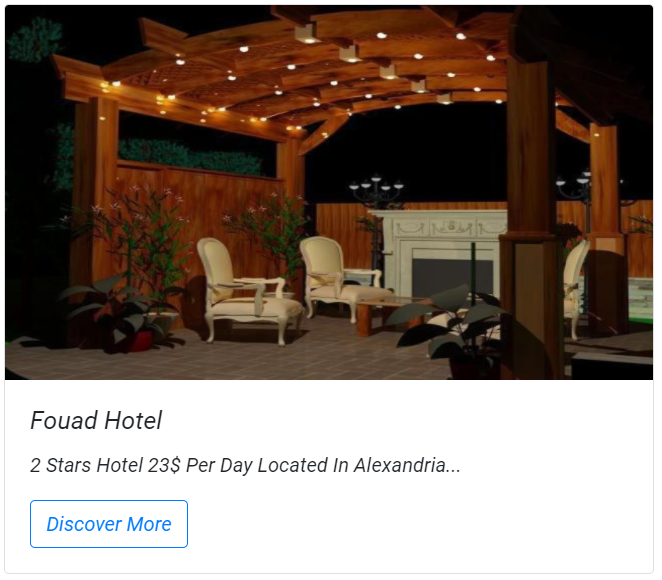 Fouad Hotel
2 Stars Hotel 23$ Per Day Located In Alexandria...
Discover More